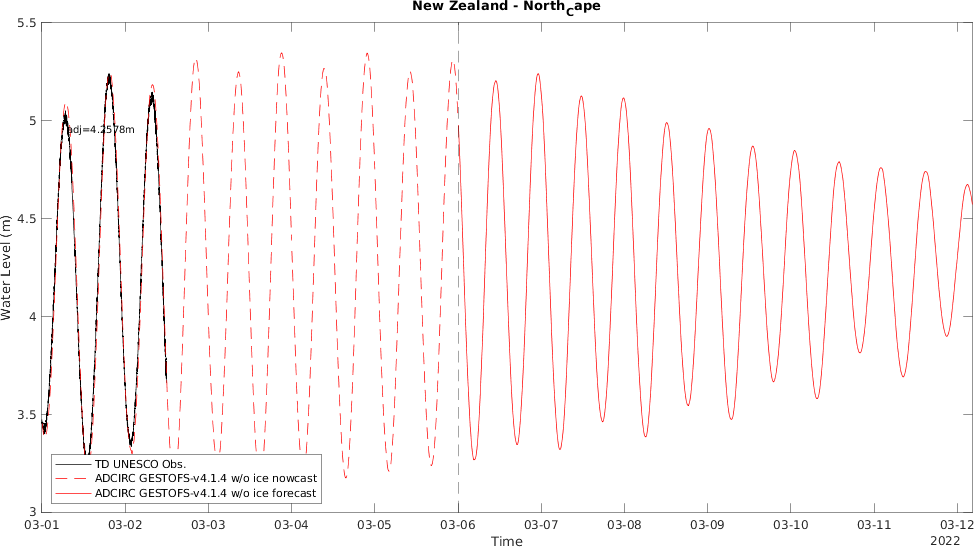 New Zealand - NorthCape
5.5
5
adj=4.2578m
4.5
Water Level (m)
4
3.5
TD UNESCO Obs.
ADCIRC GESTOFS-v4.1.4 w/o ice nowcast
ADCIRC GESTOFS-v4.1.4 w/o ice forecast
3
03-01 03-02 03-03 03-04 03-05 03-06 03-07 03-08 03-09 03-10 03-11 03-12
Time
2022